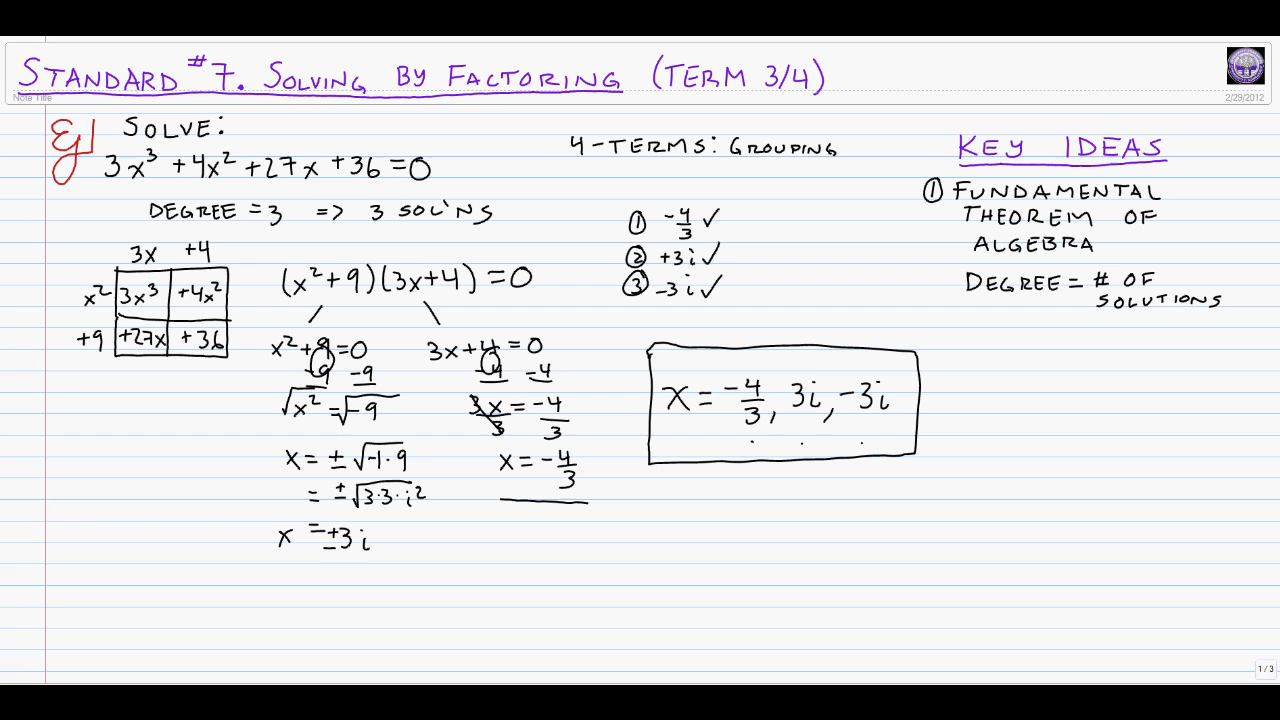 STANDARD #7. SOLVING BY FACTORING (TERM 3/4)
Note Title
2/29/2012
Ex1 SOLVE:
3x³ + 4x² + 27x + 36 = 0
DEGREE = 3 => 3 SOL'NS
3x +4
x² 3x³ +4x²
+9 +27x +36
(x² + 9)(3x + 4) = 0
x² + 9 = 0
-9 -9
√x² = √-9
x = ± √-1·9
= ± √3·3·i²
x = ±3i
3x + 4 = 0
-4 -4
3x/3 = -4/3
x = -4/3
4-TERMS: GROUPING
① -4/3 ✓
② +3i ✓
③ -3i ✓
x = -4/3, 3i, -3i
KEY IDEAS
① FUNDAMENTAL
THEOREM OF
ALGEBRA
DEGREE = # OF
SOLUTIONS
1/3